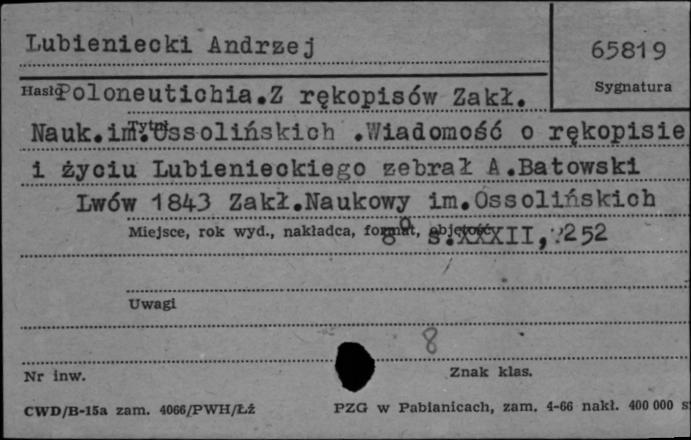 Lubieniecki Andrzej
65819
Sygnatura
Hasło
Poloneutichia.Z rękopisów Zakł.
Tytuł
Nauk.im.Ossolińskich .Wiadomość o rękopisie
i życiu Lubienieckiego zebrał A.Batowski
Lwów 1843 Zakł.Naukowy im.Ossolińskich
Miejsce, rok wyd., nakładca, format, objętość
8° s.XXXII, 252
Uwagi
8
Nr inw.
Znak klas.
CWD/B-15a zam. 4066/PWH/Łź
PZG w Pabianicach, zam. 4-66 nakł. 400 000 s